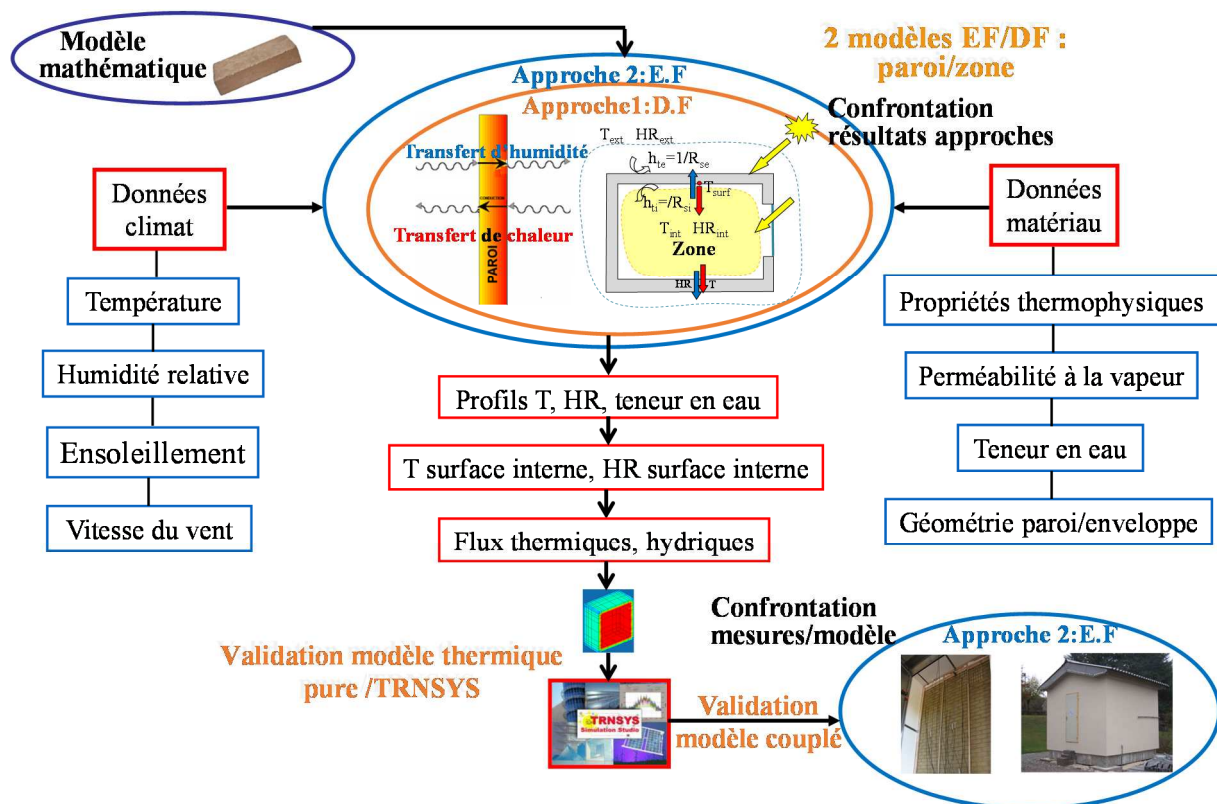 Modèle
mathématique
2 modèles EF/DF :
paroi/zone
Approche 2:E.F
Approche1:D.F
Confrontation
résultats approches
Transfert d'humidité
Transfert de chaleur
PAROI
T_ext HR_ext
h_te=1/R_se
T_surf
h_ti=/R_si
T_int HR_int
Zone
HR T
Données
climat
Température
Humidité relative
Ensoleillement
Vitesse du vent
Données
matériau
Propriétés thermophysiques
Perméabilité à la vapeur
Teneur en eau
Géométrie paroi/enveloppe
Profils T, HR, teneur en eau
T surface interne, HR surface interne
Flux thermiques, hydriques
Validation modèle thermique
pure /TRNSYS
TRNSYS
Simulation Studio
Validation
modèle couplé
Confrontation
mesures/modèle
Approche 2:E.F